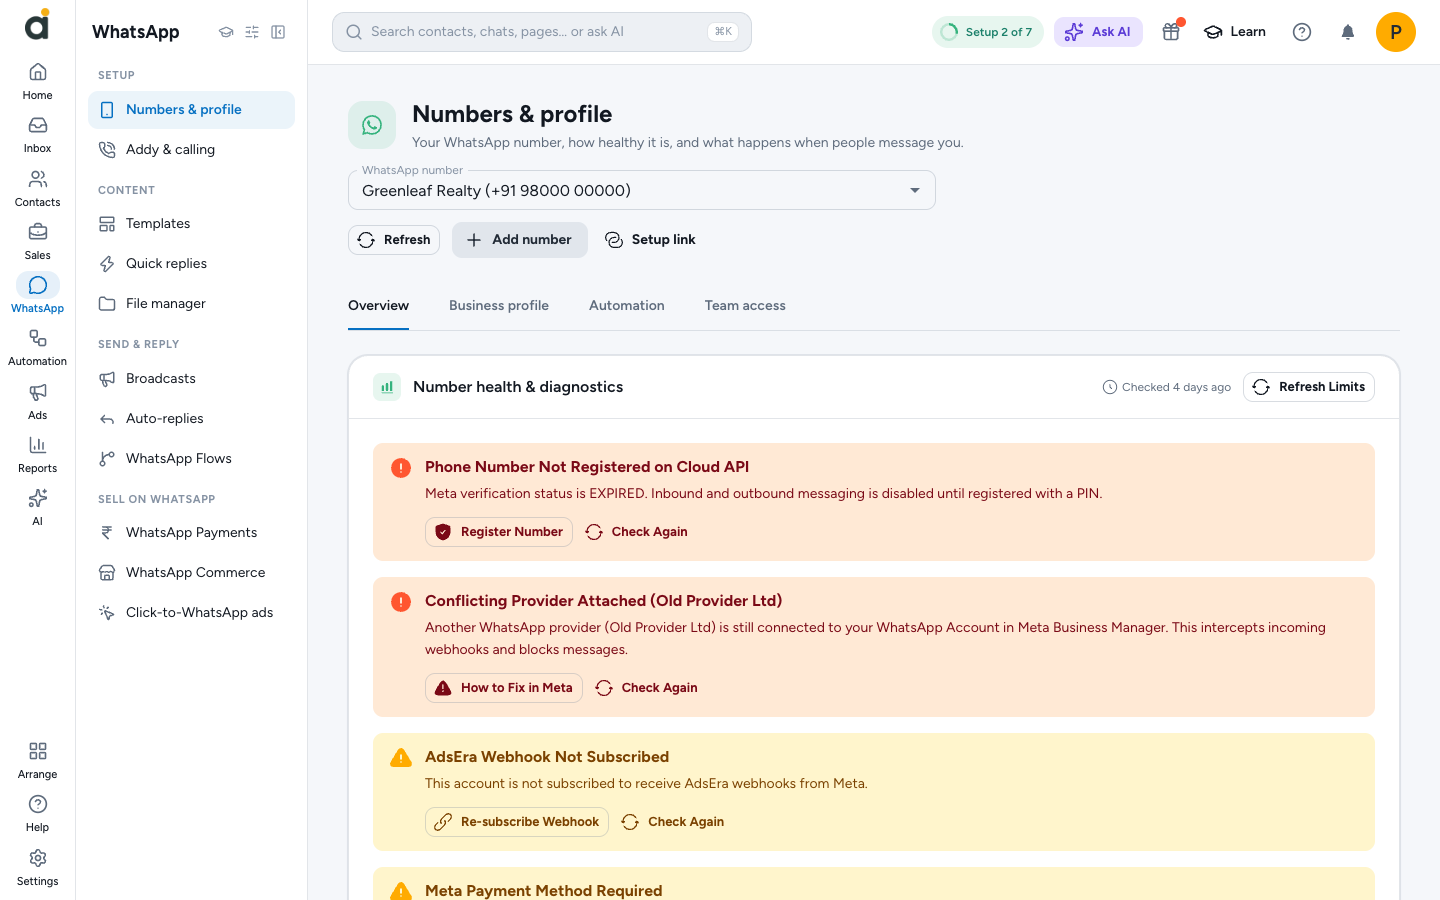 WhatsApp
Search contacts, chats, pages... or ask AI
⌘K
Setup 2 of 7
Ask AI
Learn
P
Home
Inbox
Contacts
Sales
WhatsApp
Automation
Ads
Reports
AI
Arrange
Help
Settings
SETUP
Numbers & profile
Addy & calling
CONTENT
Templates
Quick replies
File manager
SEND & REPLY
Broadcasts
Auto-replies
WhatsApp Flows
SELL ON WHATSAPP
WhatsApp Payments
WhatsApp Commerce
Click-to-WhatsApp ads
Numbers & profile
Your WhatsApp number, how healthy it is, and what happens when people message you.
WhatsApp number
Greenleaf Realty (+91 98000 00000)
Refresh
Add number
Setup link
Overview
Business profile
Automation
Team access
Number health & diagnostics
Checked 4 days ago
Refresh Limits
Phone Number Not Registered on Cloud API
Meta verification status is EXPIRED. Inbound and outbound messaging is disabled until registered with a PIN.
Register Number
Check Again
Conflicting Provider Attached (Old Provider Ltd)
Another WhatsApp provider (Old Provider Ltd) is still connected to your WhatsApp Account in Meta Business Manager. This intercepts incoming
webhooks and blocks messages.
How to Fix in Meta
Check Again
AdsEra Webhook Not Subscribed
This account is not subscribed to receive AdsEra webhooks from Meta.
Re-subscribe Webhook
Check Again
Meta Payment Method Required